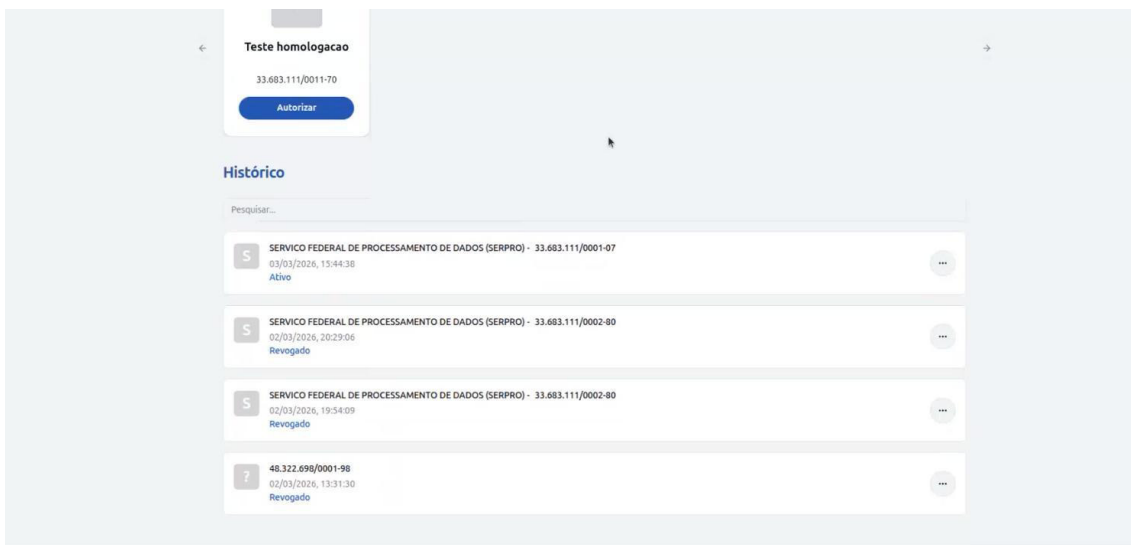 Teste homologacao
33.683.111/0011-70
Autorizar
Histórico
Pesquisar...
S
SERVICO FEDERAL DE PROCESSAMENTO DE DADOS (SERPRO) - 33.683.111/0001-07
03/03/2026, 15:44:38
Ativo
S
SERVICO FEDERAL DE PROCESSAMENTO DE DADOS (SERPRO) - 33.683.111/0002-80
02/03/2026, 20:29:06
Revogado
S
SERVICO FEDERAL DE PROCESSAMENTO DE DADOS (SERPRO) - 33.683.111/0002-80
02/03/2026, 19:54:09
Revogado
?
48.322.698/0001-98
02/03/2026, 13:31:30
Revogado